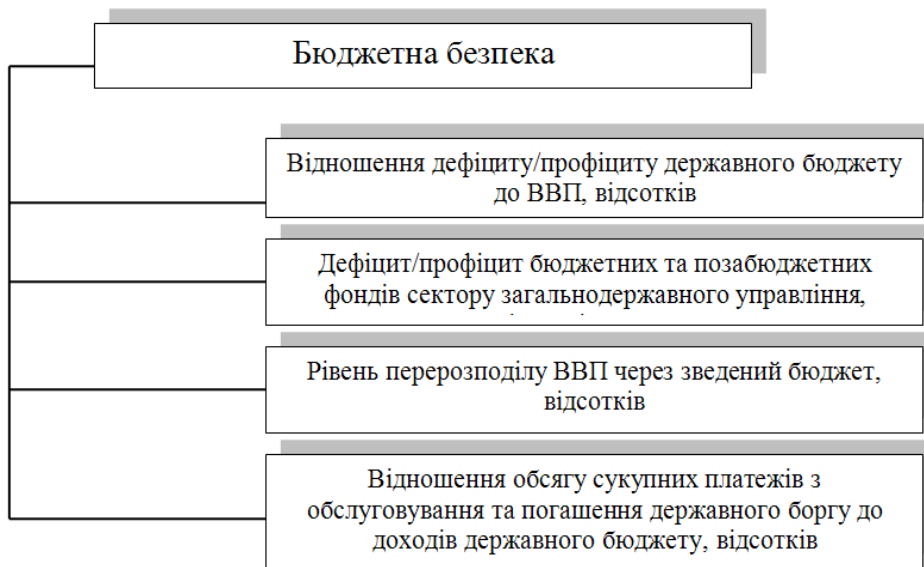 Бюджетна безпека
Відношення дефіциту/профіциту державного бюджету
до ВВП, відсотків
Дефіцит/профіцит бюджетних та позабюджетних
фондів сектору загальнодержавного управління,
Рівень перерозподілу ВВП через зведений бюджет,
відсотків
Відношення обсягу сукупних платежів з
обслуговування та погашення державного боргу до
доходів державного бюджету, відсотків